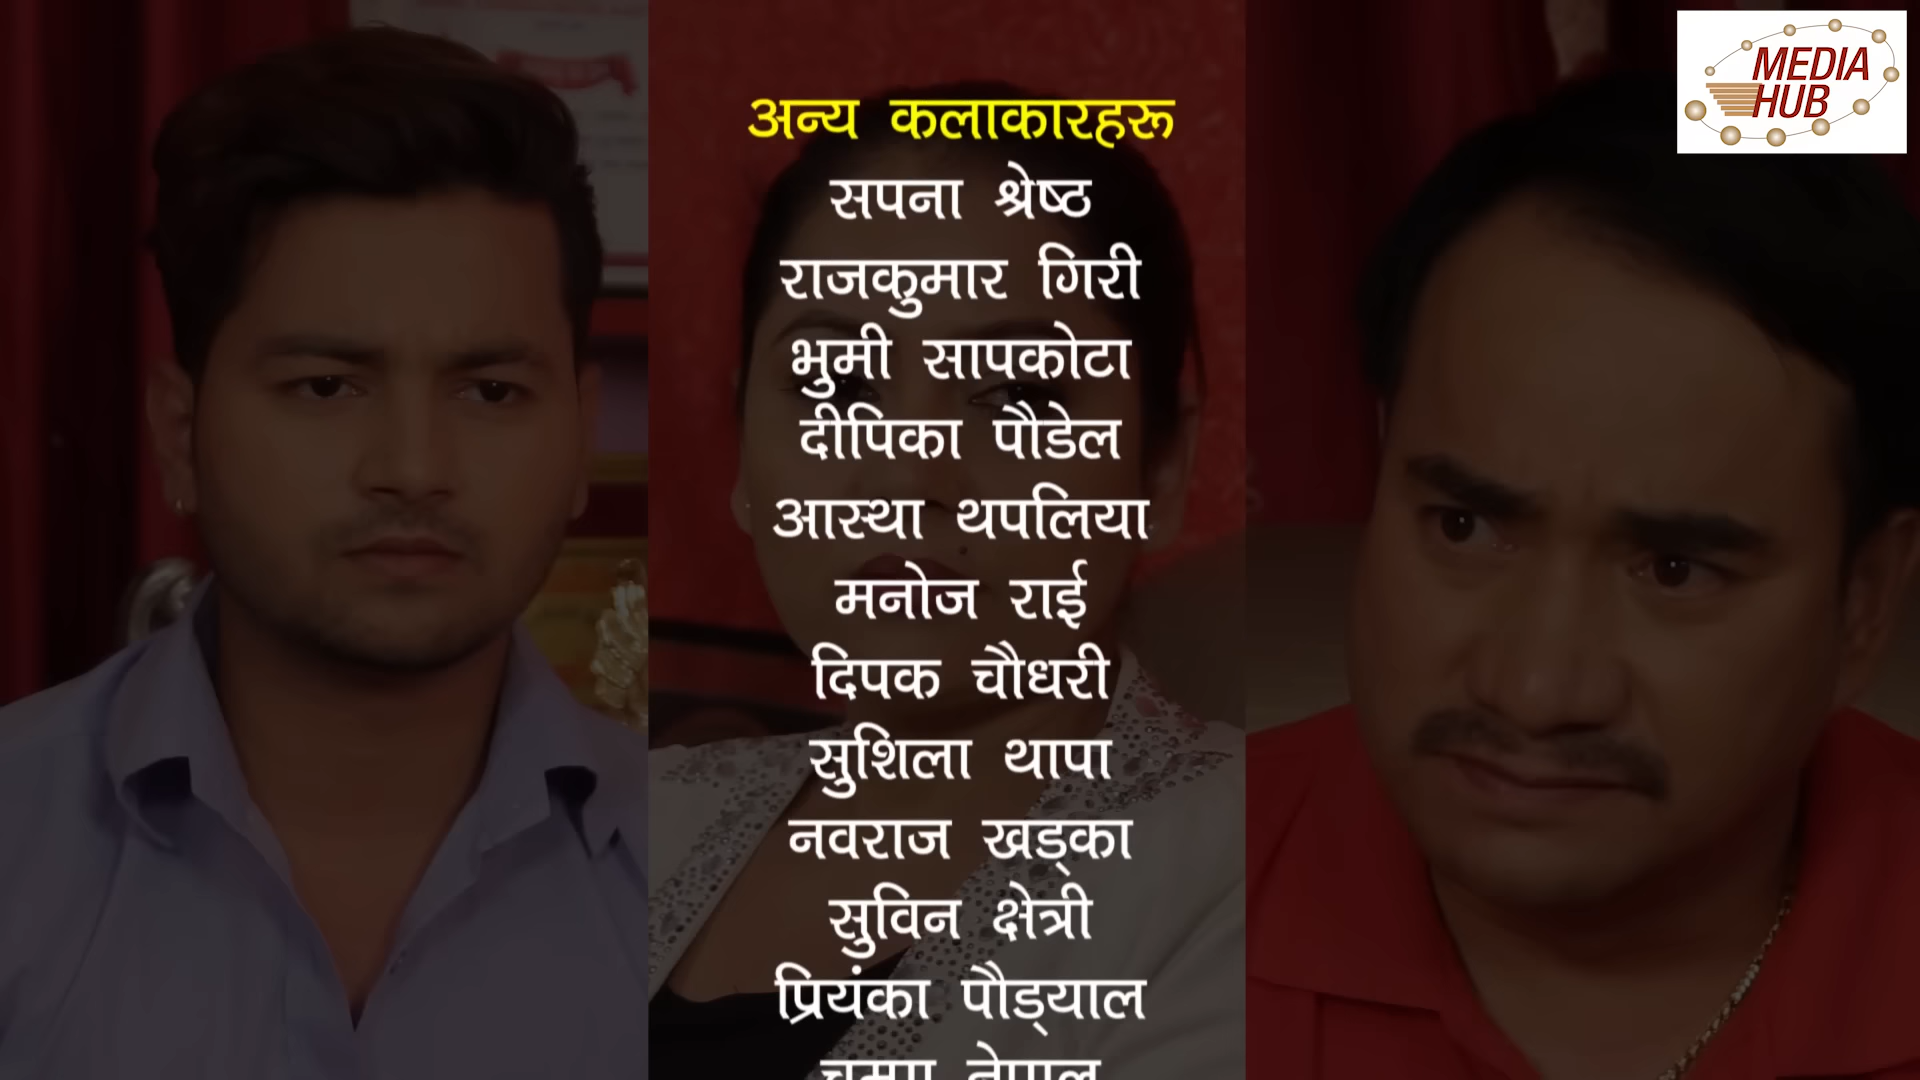 MEDIA
HUB
अन्य कलाकारहरू
सपना श्रेष्ठ
राजकुमार गिरी
भुमी सापकोटा
दीपिका पौडेल
आस्था थपलिया
मनोज राई
दिपक चौधरी
सुशिला थापा
नवराज खड्का
सुविन क्षेत्री
प्रियंका पौड्याल